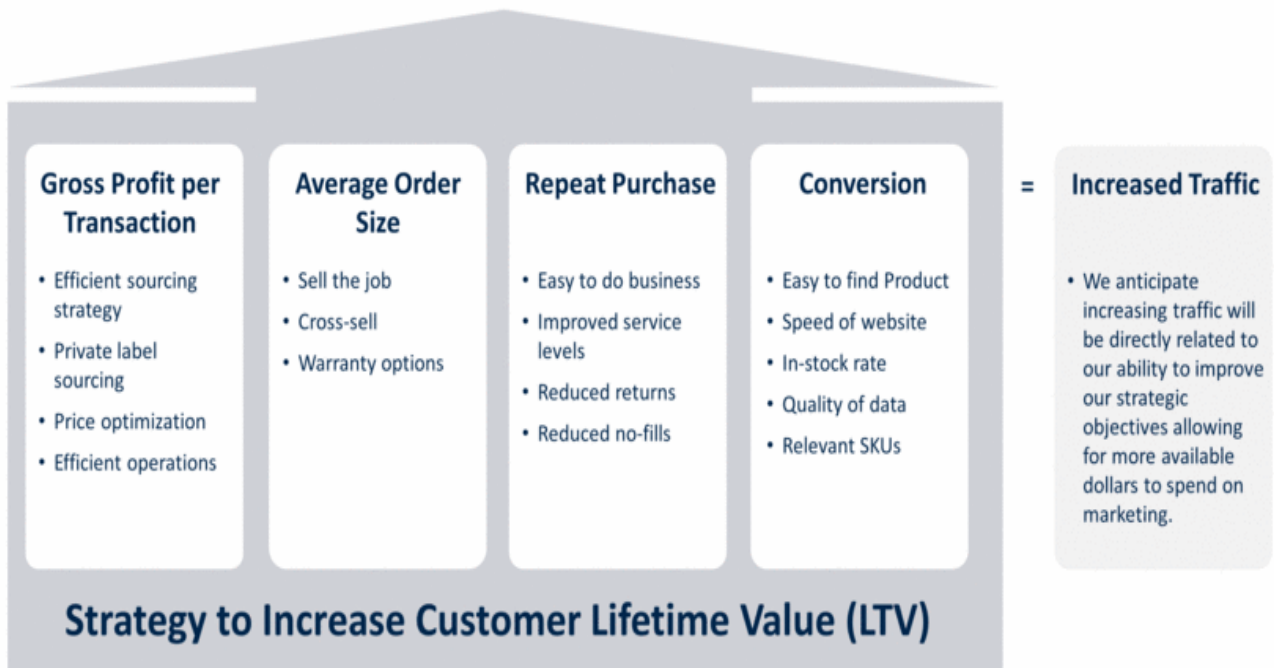 Gross Profit per
Transaction
• Efficient sourcing
strategy
• Private label
sourcing
• Price optimization
• Efficient operations
Average Order
Size
• Sell the job
• Cross-sell
• Warranty options
Repeat Purchase
• Easy to do business
• Improved service
levels
• Reduced returns
• Reduced no-fills
Conversion
• Easy to find Product
• Speed of website
• In-stock rate
• Quality of data
• Relevant SKUs
=
Increased Traffic
• We anticipate
increasing traffic will
be directly related to
our ability to improve
our strategic
objectives allowing
for more available
dollars to spend on
marketing.
Strategy to Increase Customer Lifetime Value (LTV)